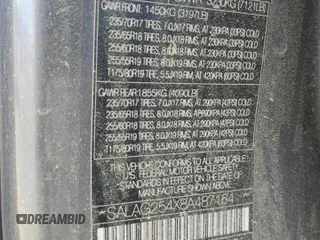 GVWR 3230KG (7121LB)
GAWR FRONT: 1450KG (3197LB)
235/70R17 TIRES, 7.0JX17 RIMS, AT 230KPA (33PSI) COLD
235/65R18 TIRES, 8.0JX18 RIMS, AT 230KPA (33PSI) COLD
255/60R18 TIRES, 8.0JX18 RIMS, AT 230KPA (33PSI) COLD
255/55R19 TIRES, 8.0JX19 RIMS, AT 230KPA (33PSI) COLD
T175/80R19 TIRE, 5.5JX19 RIM, AT 420KPA (60PSI) COLD
GAWR REAR: 1855KG (4090LB)
235/70R17 TIRES, 7.0JX17 RIMS, AT 290KPA (42PSI) COLD
235/65R18 TIRES, 8.0JX18 RIMS, AT 290KPA (42PSI) COLD
255/60R18 TIRES, 8.0JX18 RIMS, AT 290KPA (42PSI) COLD
255/55R19 TIRES, 8.0JX19 RIMS, AT 290KPA (42PSI) COLD
T175/80R19 TIRE, 5.5JX19 RIM, AT 420KPA (60PSI) COLD
THIS VEHICLE CONFORMS TO ALL APPLICABLE
U.S. FEDERAL MOTOR VEHICLE SAFETY
AND THEFT PREVENTION STANDARDS
IN EFFECT ON THE DATE OF
MANUFACTURE SHOWN ABOVE.
*SALAG254X8A487164